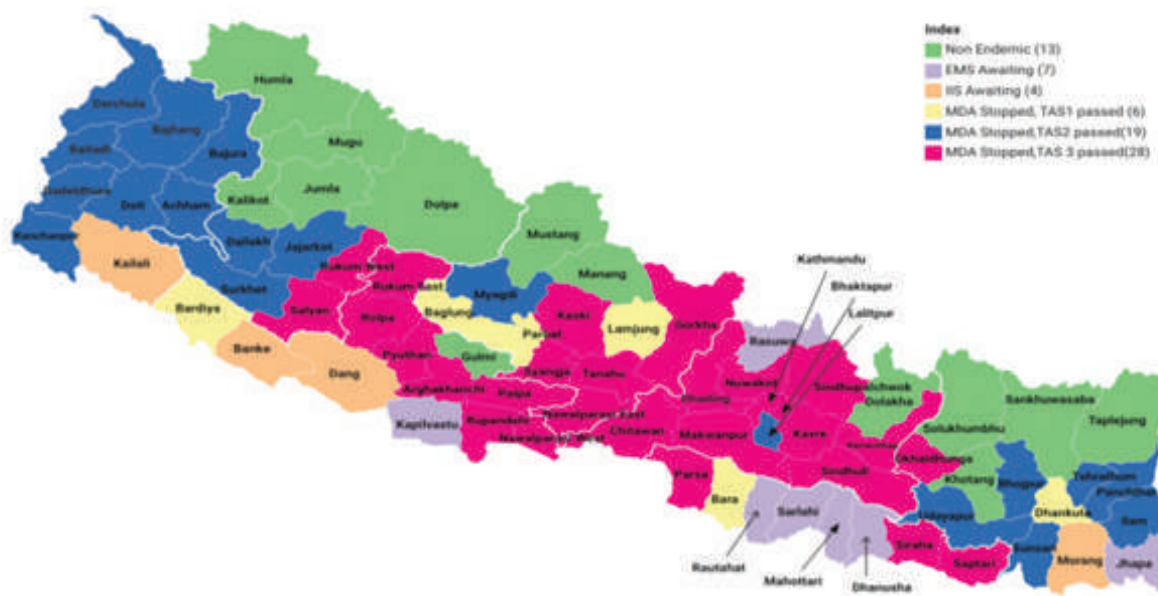 Index
Non Endemic (13)
EMS Awaiting (7)
IIS Awaiting (4)
MDA Stopped, TAS1 passed (6)
MDA Stopped,TAS2 passed(19)
MDA Stopped,TAS 3 passed(28)
Humla
Darchula
Bajhang
Mugu
Baitadi
Bajura
Jumla
Dadeldhura
Achham
Kalikot
Doti
Dolpa
Mustang
Kanchanpur
Dailekh
Jajarkot
Kailali
Rukum West
Manang
Kathmandu
Rukum East
Surkhet
Myagdi
Bhaktapur
Bardiya
Salyan
Rolpa
Baglung
Kaski
Lamjung
Gorkha
Lalitpur
Parbat
Rasuwa
Banke
Pyuthan
Gulmi
Dang
Syangja
Tanahu
Nuwakot
Sindhupalchwok
Dolakha
Sankhuwasaba
Arghakhanchi
Palpa
Dhading
Taplejung
Kapilvastu
Rupandehi
Nawalparasi East
Solukhumbu
Nawalparasi West
Chitawan
Makwanpur
Kavre
Okhaldhunga
Parsa
Sindhuli
Khotang
Bhojpur
Tehrathum
Panchthar
Bara
Sarlahi
Udayapur
Dhankuta
Ilam
Siraha
Sunsari
Morang
Jhapa
Saptari
Rautahat
Mahottari
Dhanusha